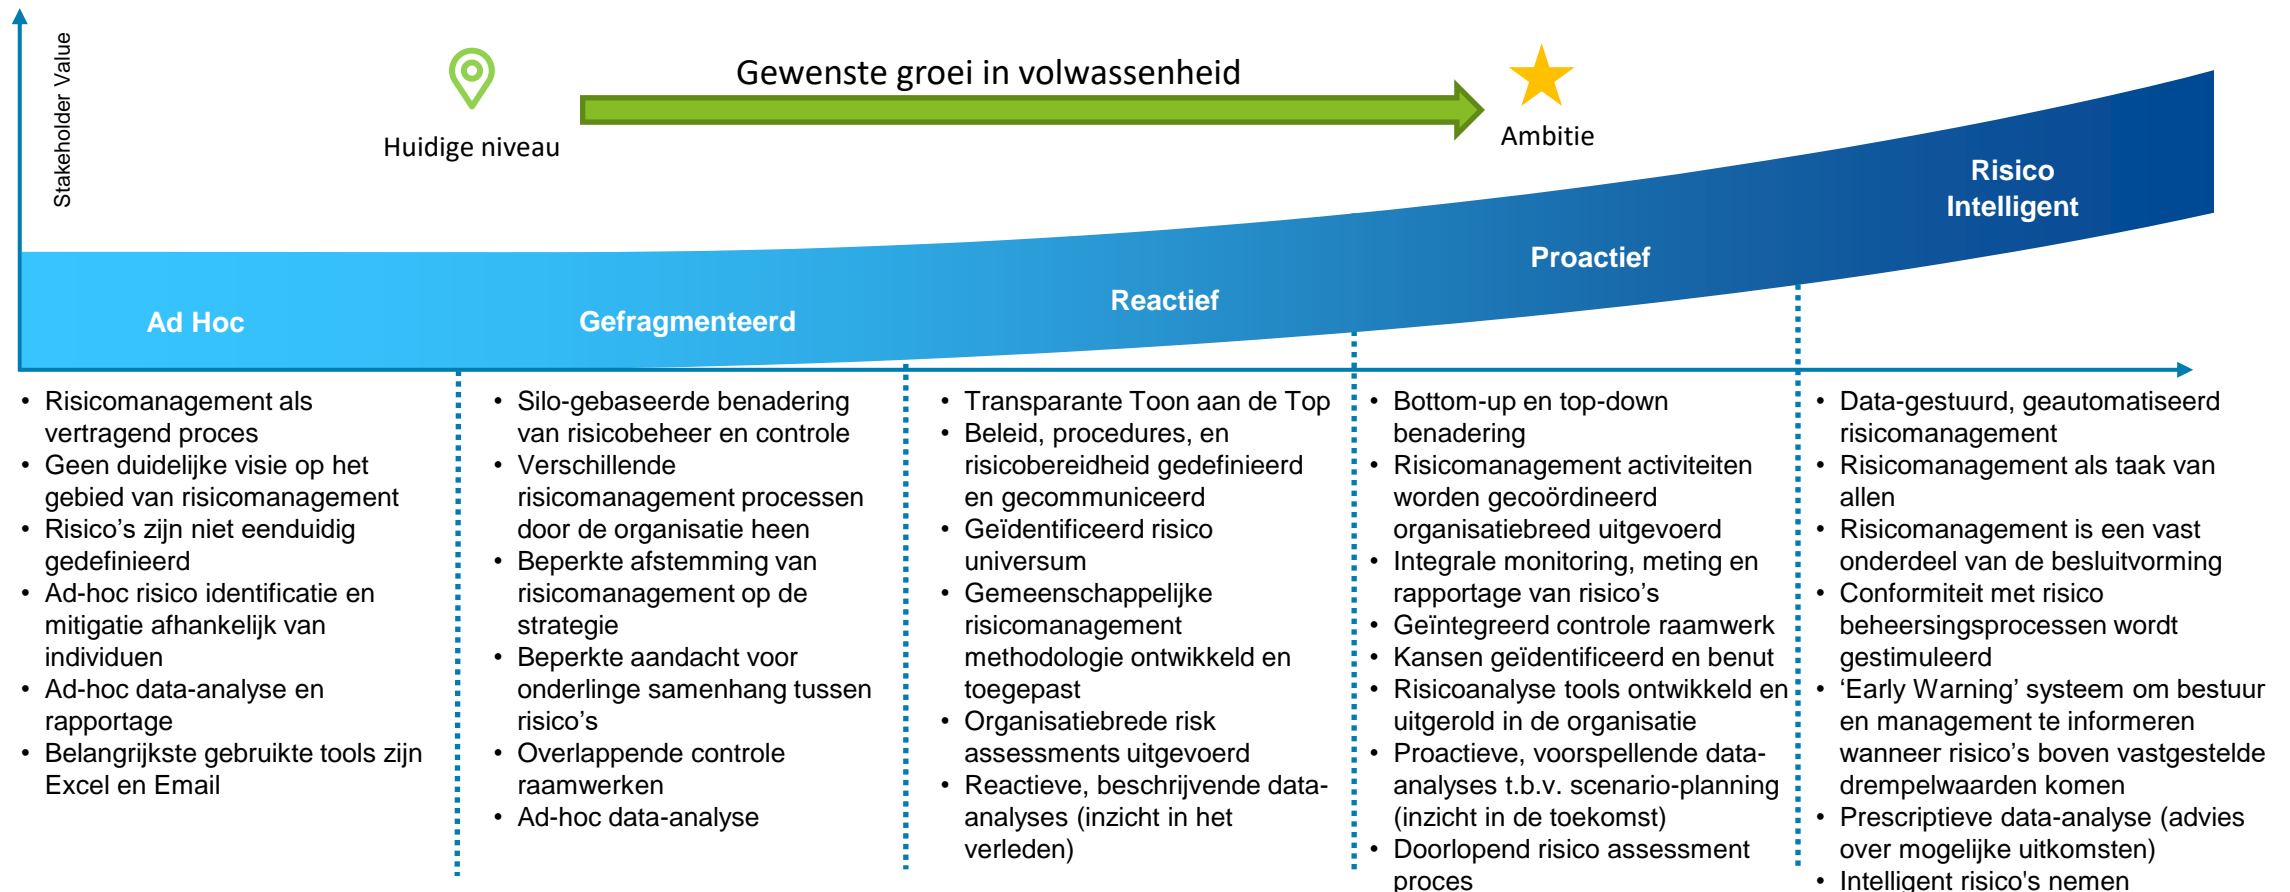 Stakeholder Value
Huidige niveau
Gewenste groei in volwassenheid
Ambitie
Ad Hoc
Gefragmenteerd
Reactief
Proactief
Risico
Intelligent
• Risicomanagement als
vertragend proces
• Geen duidelijke visie op het
gebied van risicomanagement
• Risico’s zijn niet eenduidig
gedefinieerd
• Ad-hoc risico identificatie en
mitigatie afhankelijk van
individuen
• Ad-hoc data-analyse en
rapportage
• Belangrijkste gebruikte tools zijn
Excel en Email
• Silo-gebaseerde benadering
van risicobeheer en controle
• Verschillende
risicomanagement processen
door de organisatie heen
• Beperkte afstemming van
risicomanagement op de
strategie
• Beperkte aandacht voor
onderlinge samenhang tussen
risico’s
• Overlappende controle
raamwerken
• Ad-hoc data-analyse
• Transparante Toon aan de Top
• Beleid, procedures, en
risicobereidheid gedefinieerd
en gecommuniceerd
• Geïdentificeerd risico
universum
• Gemeenschappelijke
risicomanagement
methodologie ontwikkeld en
toegepast
• Organisatiebrede risk
assessments uitgevoerd
• Reactieve, beschrijvende data-
analyses (inzicht in het
verleden)
• Bottom-up en top-down
benadering
• Risicomanagement activiteiten
worden gecoördineerd
organisatiebreed uitgevoerd
• Integrale monitoring, meting en
rapportage van risico’s
• Geïntegreerd controle raamwerk
• Kansen geïdentificeerd en benut
• Risicoanalyse tools ontwikkeld en
uitgerold in de organisatie
• Proactieve, voorspellende data-
analyses t.b.v. scenario-planning
(inzicht in de toekomst)
• Doorlopend risico assessment
proces
• Data-gestuurd, geautomatiseerd
risicomanagement
• Risicomanagement als taak van
allen
• Risicomanagement is een vast
onderdeel van de besluitvorming
• Conformiteit met risico
beheersingsprocessen wordt
gestimuleerd
• ‘Early Warning’ systeem om bestuur
en management te informeren
wanneer risico’s boven vastgestelde
drempelwaarden komen
• Prescriptieve data-analyse (advies
over mogelijke uitkomsten)
• Intelligent risico's nemen